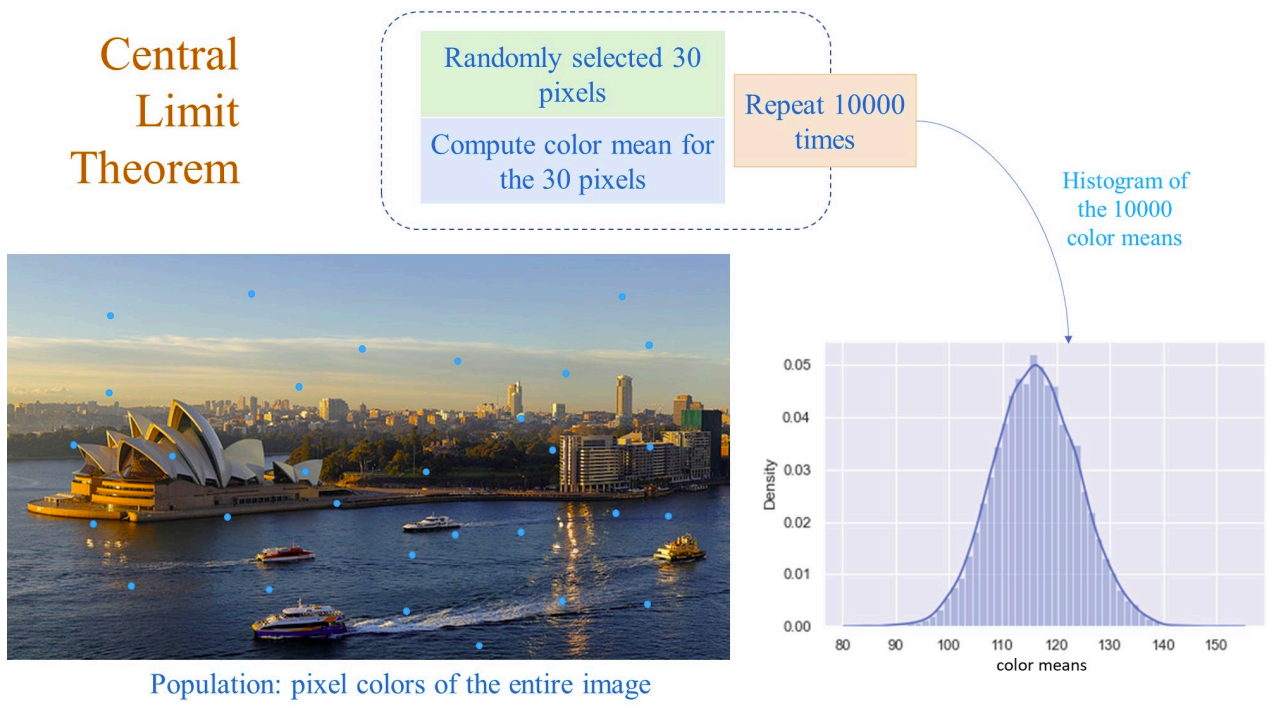 Central
Limit
Theorem
Randomly selected 30
pixels
Compute color mean for
the 30 pixels
Repeat 10000
times
Histogram of
the 10000
color means
Population: pixel colors of the entire image
0.05
0.04
0.03
0.02
0.01
0.00
Density
80 90 100 110 120 130 140 150
color means